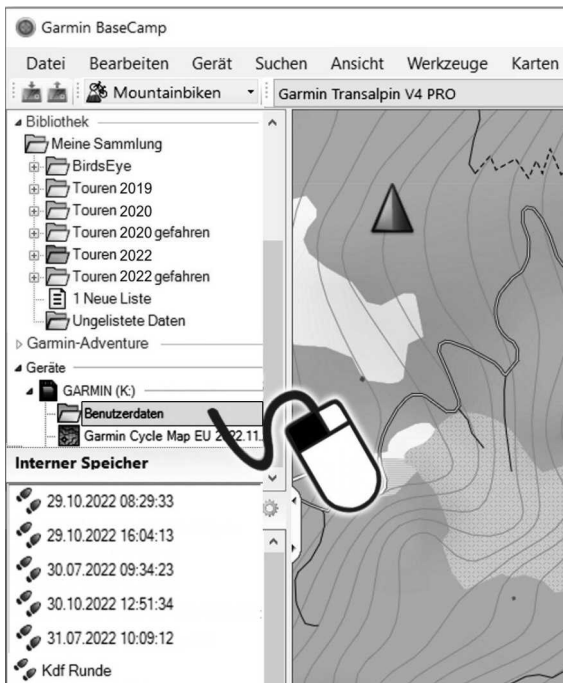 Garmin BaseCamp
Datei Bearbeiten Gerät Suchen Ansicht Werkzeuge Karten
Mountainbiken Garmin Transalpin V4 PRO
Bibliothek
Meine Sammlung
BirdsEye
Touren 2019
Touren 2020
Touren 2020 gefahren
Touren 2022
Touren 2022 gefahren
1 Neue Liste
Ungelistete Daten
Garmin-Adventure
Geräte
GARMIN (K:)
Benutzerdaten
Garmin Cycle Map EU 2022.11..
Interner Speicher
29.10.2022 08:29:33
29.10.2022 16:04:13
30.07.2022 09:34:23
30.10.2022 12:51:34
31.07.2022 10:09:12
Kdf Runde